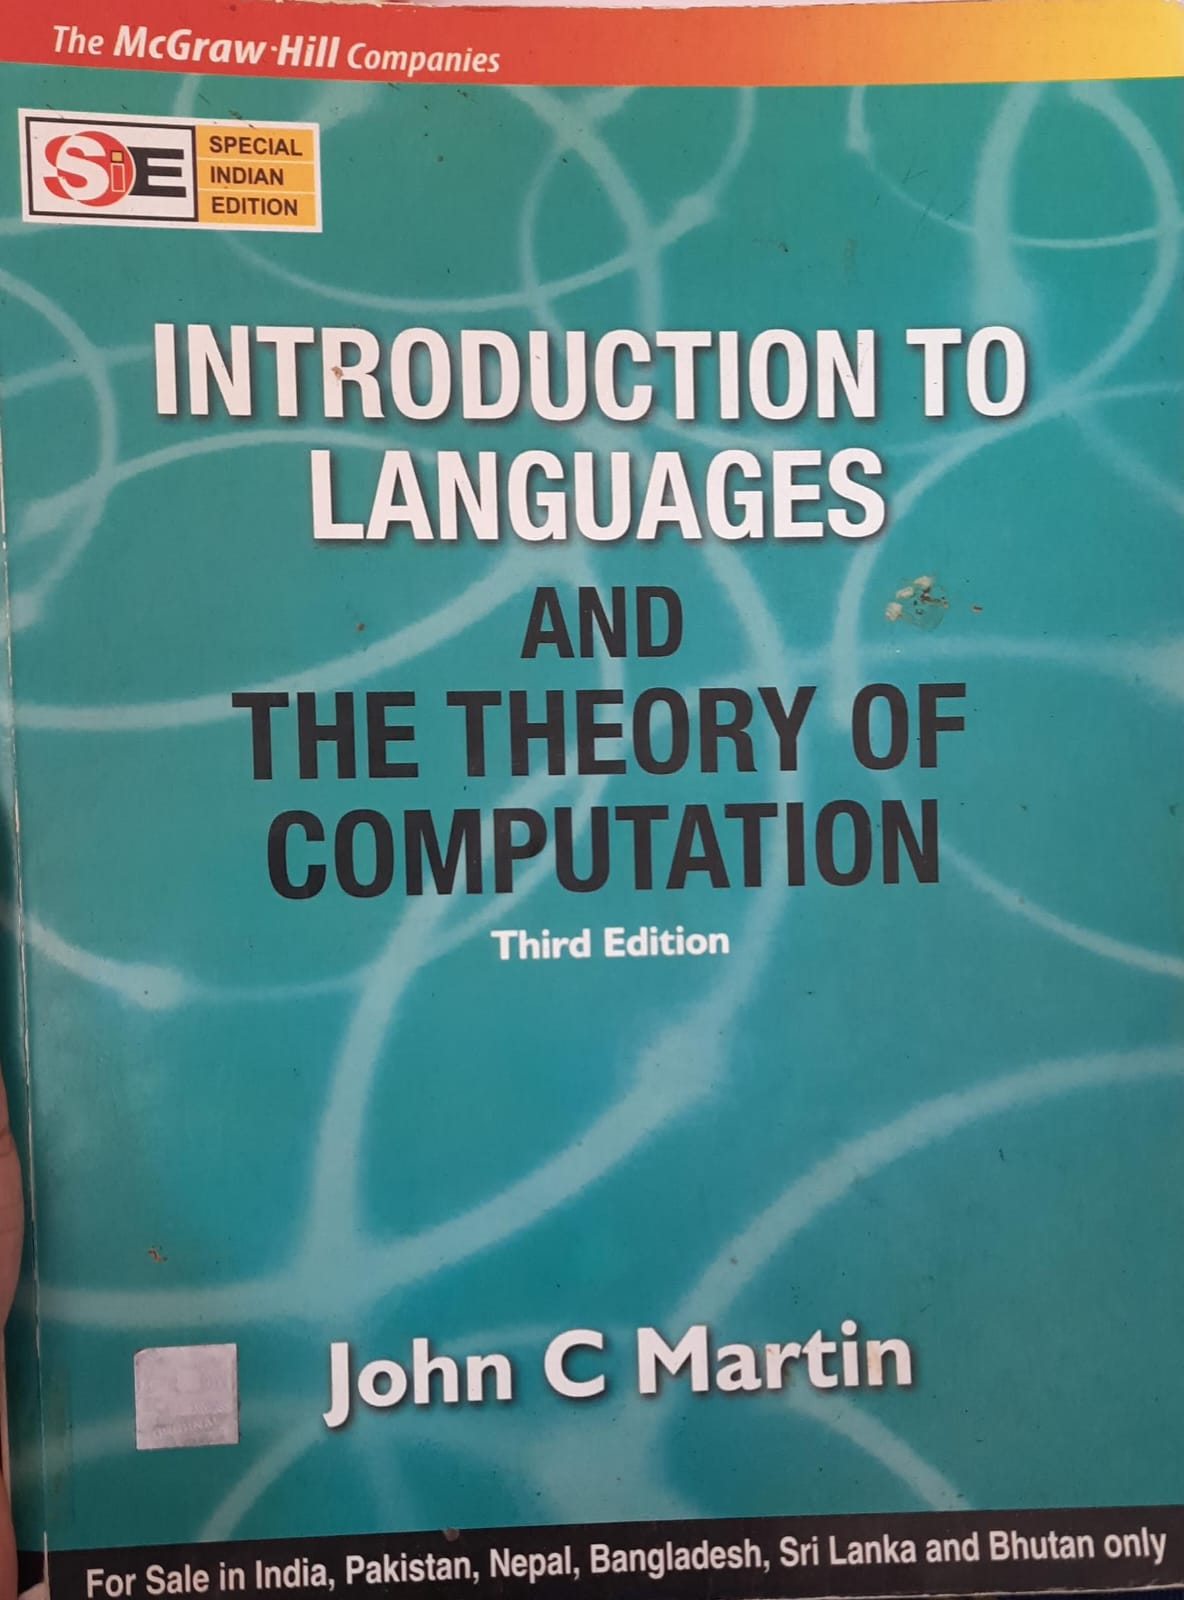 The McGraw·Hill Companies
SiE
SPECIAL
INDIAN
EDITION
INTRODUCTION TO
LANGUAGES
AND
THE THEORY OF
COMPUTATION
Third Edition
John C Martin
For Sale in India, Pakistan, Nepal, Bangladesh, Sri Lanka and Bhutan only